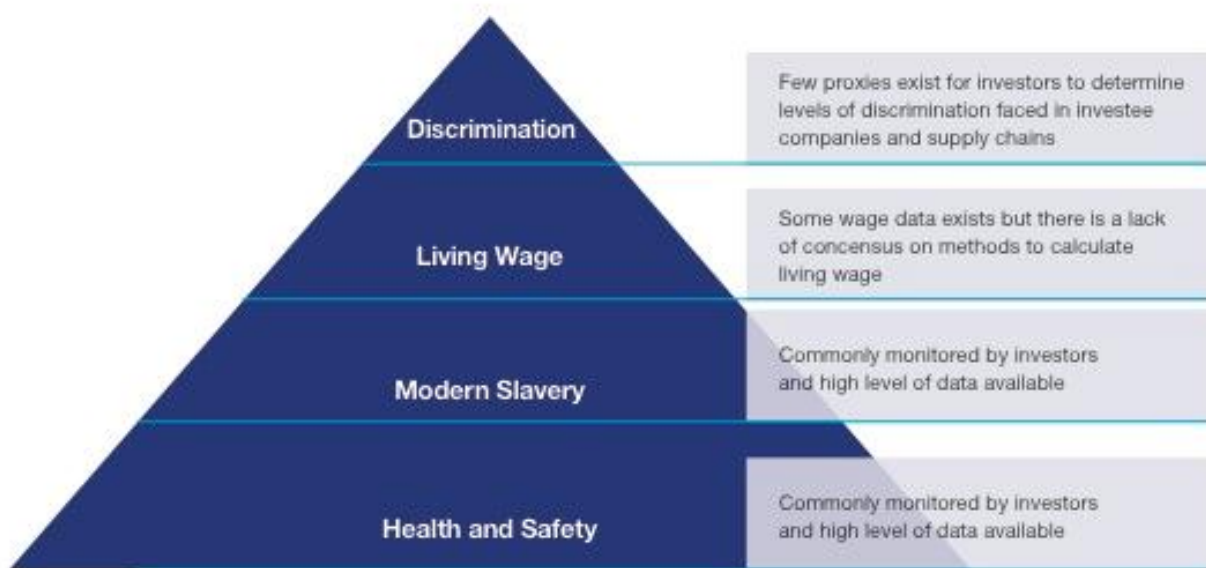 Discrimination
Few proxies exist for investors to determine
levels of discrimination faced in investee
companies and supply chains
Living Wage
Some wage data exists but there is a lack
of concensus on methods to calculate
living wage
Modern Slavery
Commonly monitored by investors
and high level of data available
Health and Safety
Commonly monitored by investors
and high level of data available